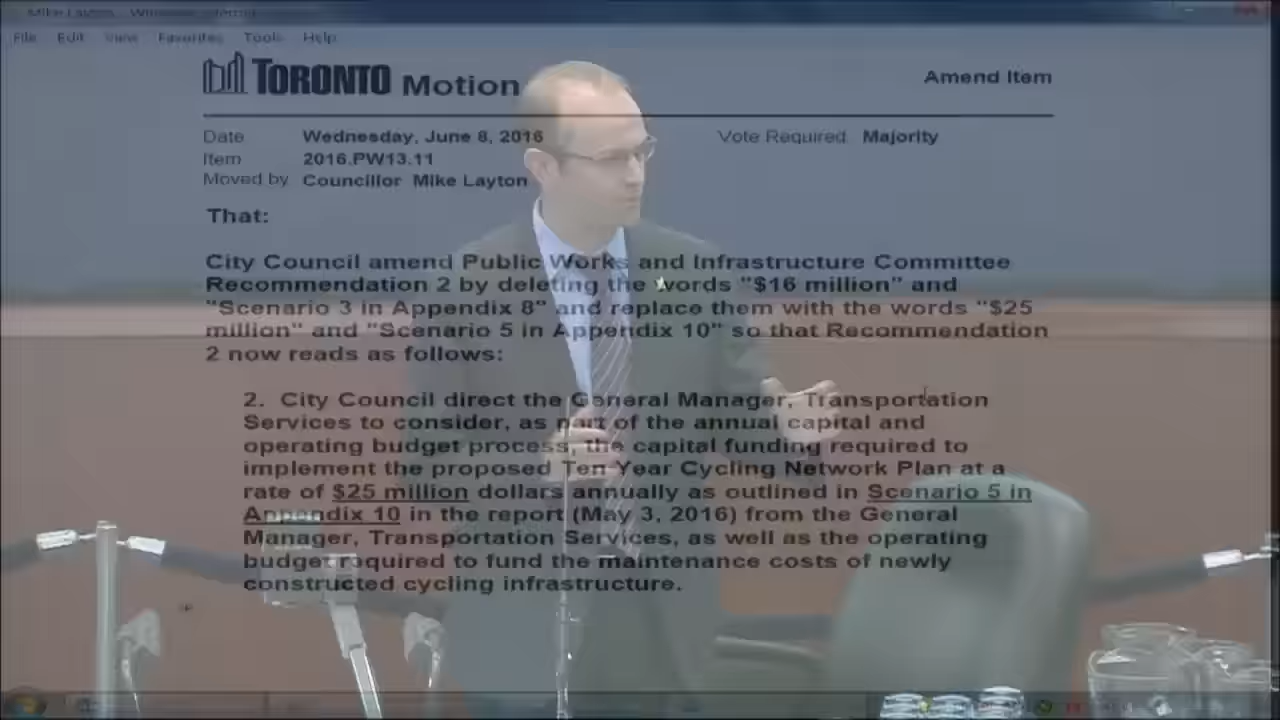 Mike Layton - Windows Internet
File Edit View Favorites Tools Help
TORONTO Motion
Amend Item
Date Wednesday, June 8, 2016
Vote Required Majority
Item 2016.PW13.11
Moved by Councillor Mike Layton
That:
City Council amend Public Works and Infrastructure Committee
Recommendation 2 by deleting the words "$16 million" and
"Scenario 3 in Appendix 8" and replace them with the words "$25
million" and "Scenario 5 in Appendix 10" so that Recommendation
2 now reads as follows:
2. City Council direct the General Manager, Transportation
Services to consider, as part of the annual capital and
operating budget process, the capital funding required to
implement the proposed Ten Year Cycling Network Plan at a
rate of $25 million dollars annually as outlined in Scenario 5 in
Appendix 10 in the report (May 3, 2016) from the General
Manager, Transportation Services, as well as the operating
budget required to fund the maintenance costs of newly
constructed cycling infrastructure.